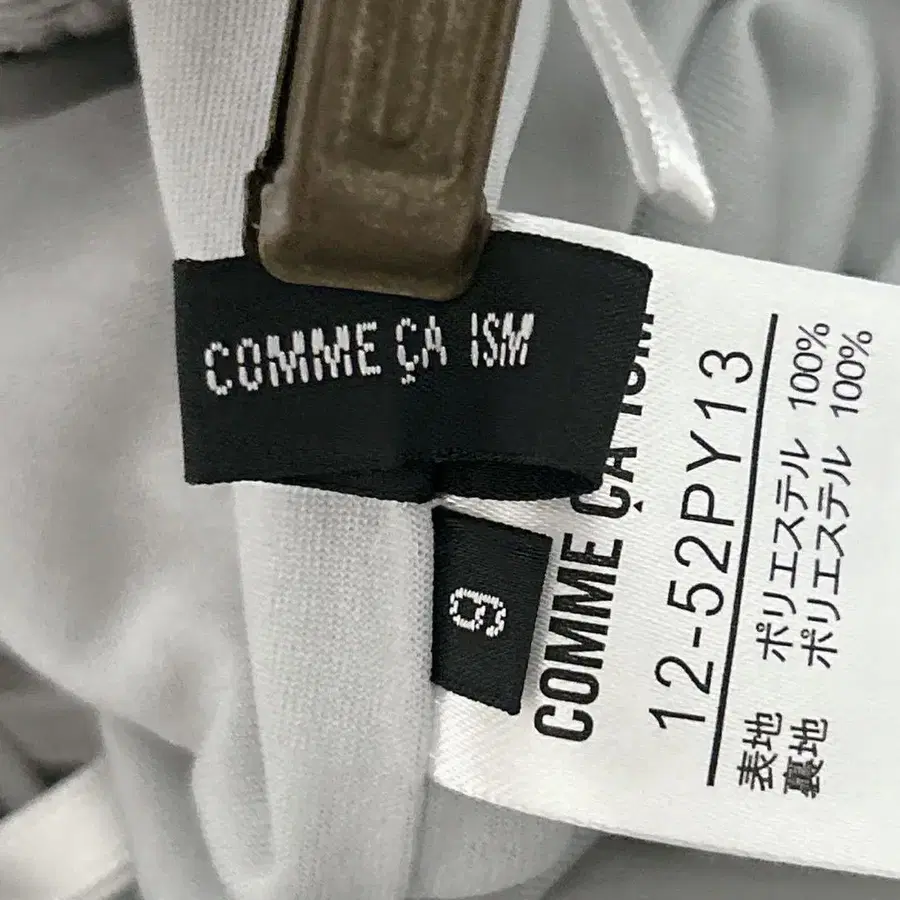 COMME ÇA ISM
9
COMME ÇA ISM
12-52PY13
表地 ポリエステル 100%
裏地 ポリエステル 100%